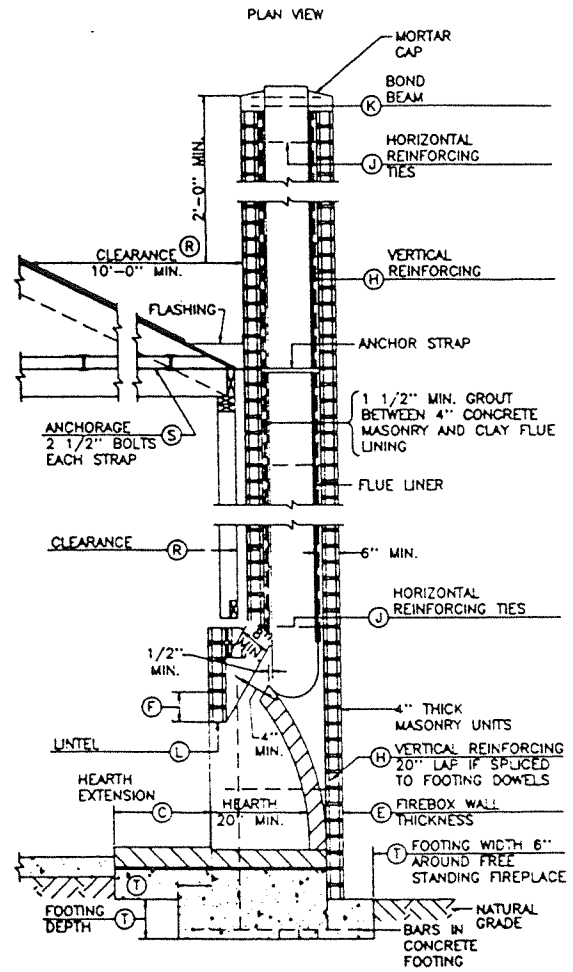 PLAN VIEW
MORTAR
CAP
BOND
BEAM
K
HORIZONTAL
REINFORCING
TIES
J
2'-0" MIN.
CLEARANCE R
10'-0" MIN.
VERTICAL
REINFORCING
H
FLASHING
ANCHOR STRAP
1 1/2" MIN. GROUT
BETWEEN 4" CONCRETE
MASONRY AND CLAY FLUE
LINING
ANCHORAGE
2 1/2" BOLTS
EACH STRAP
S
FLUE LINER
CLEARANCE R
6" MIN.
HORIZONTAL
REINFORCING TIES
J
8"
MIN
1/2"
MIN.
F
4" THICK
MASONRY UNITS
LINTEL L
4"
MIN.
H VERTICAL REINFORCING
20" LAP IF SPLICED
TO FOOTING DOWELS
HEARTH
EXTENSION
C
HEARTH
20" MIN.
E FIREBOX WALL
THICKNESS
T FOOTING WIDTH 6"
AROUND FREE
STANDING FIREPLACE
T
FOOTING
DEPTH
T
NATURAL
GRADE
BARS IN
CONCRETE
FOOTING